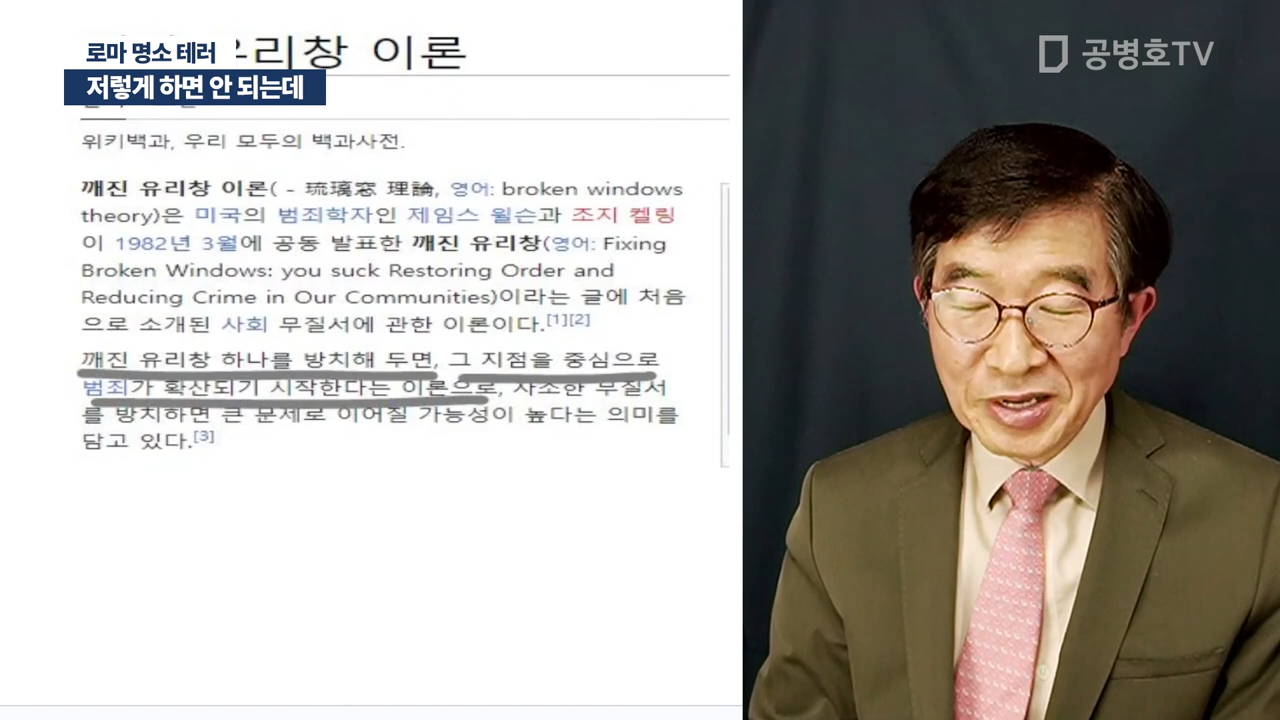 로마 명소 테러
저렇게 하면 안 되는데
유리창 이론
위키백과, 우리 모두의 백과사전.
깨진 유리창 이론( - 琉璃窓 理論, 영어: broken windows
theory)은 미국의 범죄학자인 제임스 윌슨과 조지 켈링
이 1982년 3월에 공동 발표한 깨진 유리창(영어: Fixing
Broken Windows: you suck Restoring Order and
Reducing Crime in Our Communities)이라는 글에 처음
으로 소개된 사회 무질서에 관한 이론이다.[1][2]
깨진 유리창 하나를 방치해 두면, 그 지점을 중심으로
범죄가 확산되기 시작한다는 이론으로, 사소한 무질서
를 방치하면 큰 문제로 이어질 가능성이 높다는 의미를
담고 있다.[3]
공병호TV